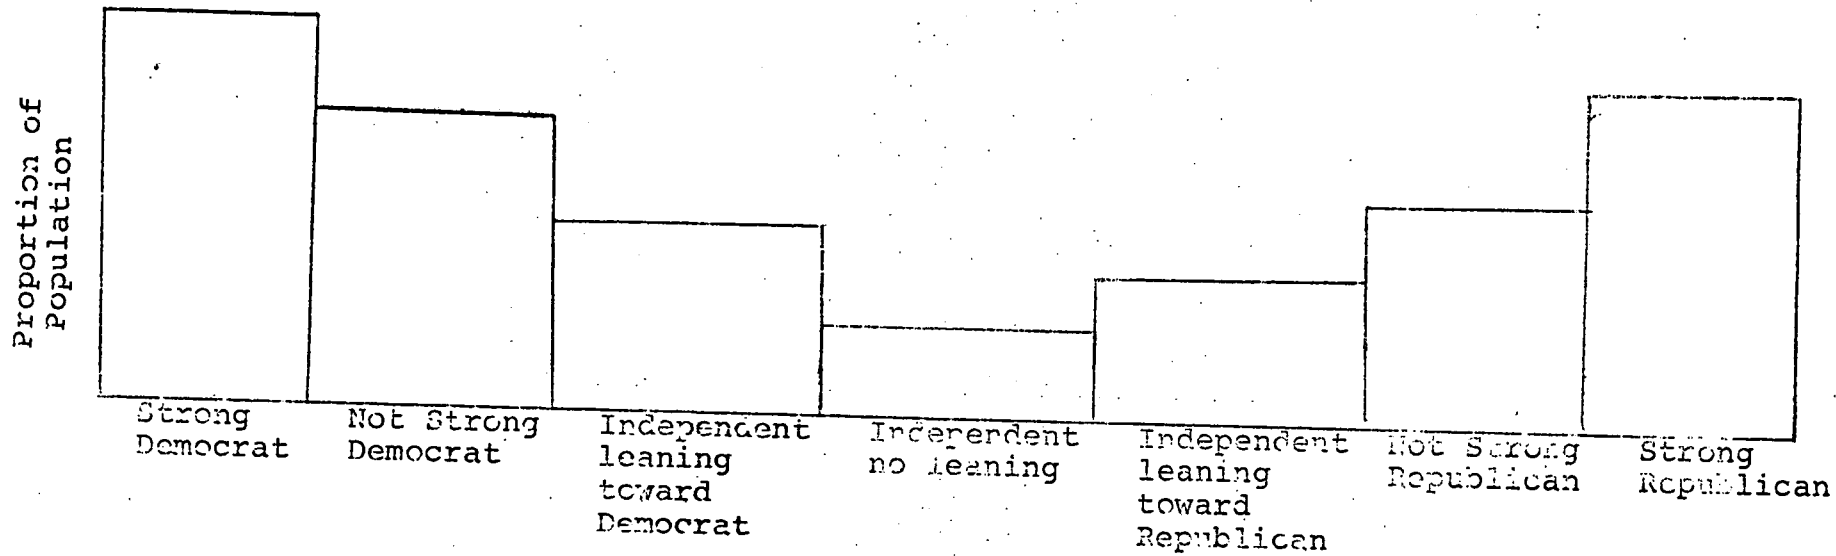 Proportion of
Population
Strong
Democrat
Not Strong
Democrat
Independent
leaning
toward
Democrat
Independent
no leaning
Independent
leaning
toward
Republican
Not Strong
Republican
Strong
Republican